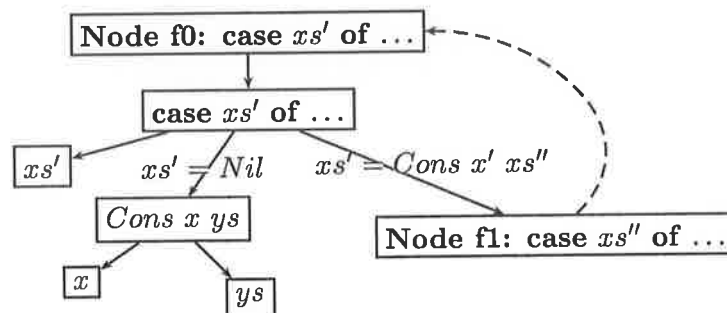 Node f0: case xs′ of …
case xs′ of …
xs′
xs′ = Nil
xs′ = Cons x′ xs″
Cons x ys
Node f1: case xs″ of …
x
ys